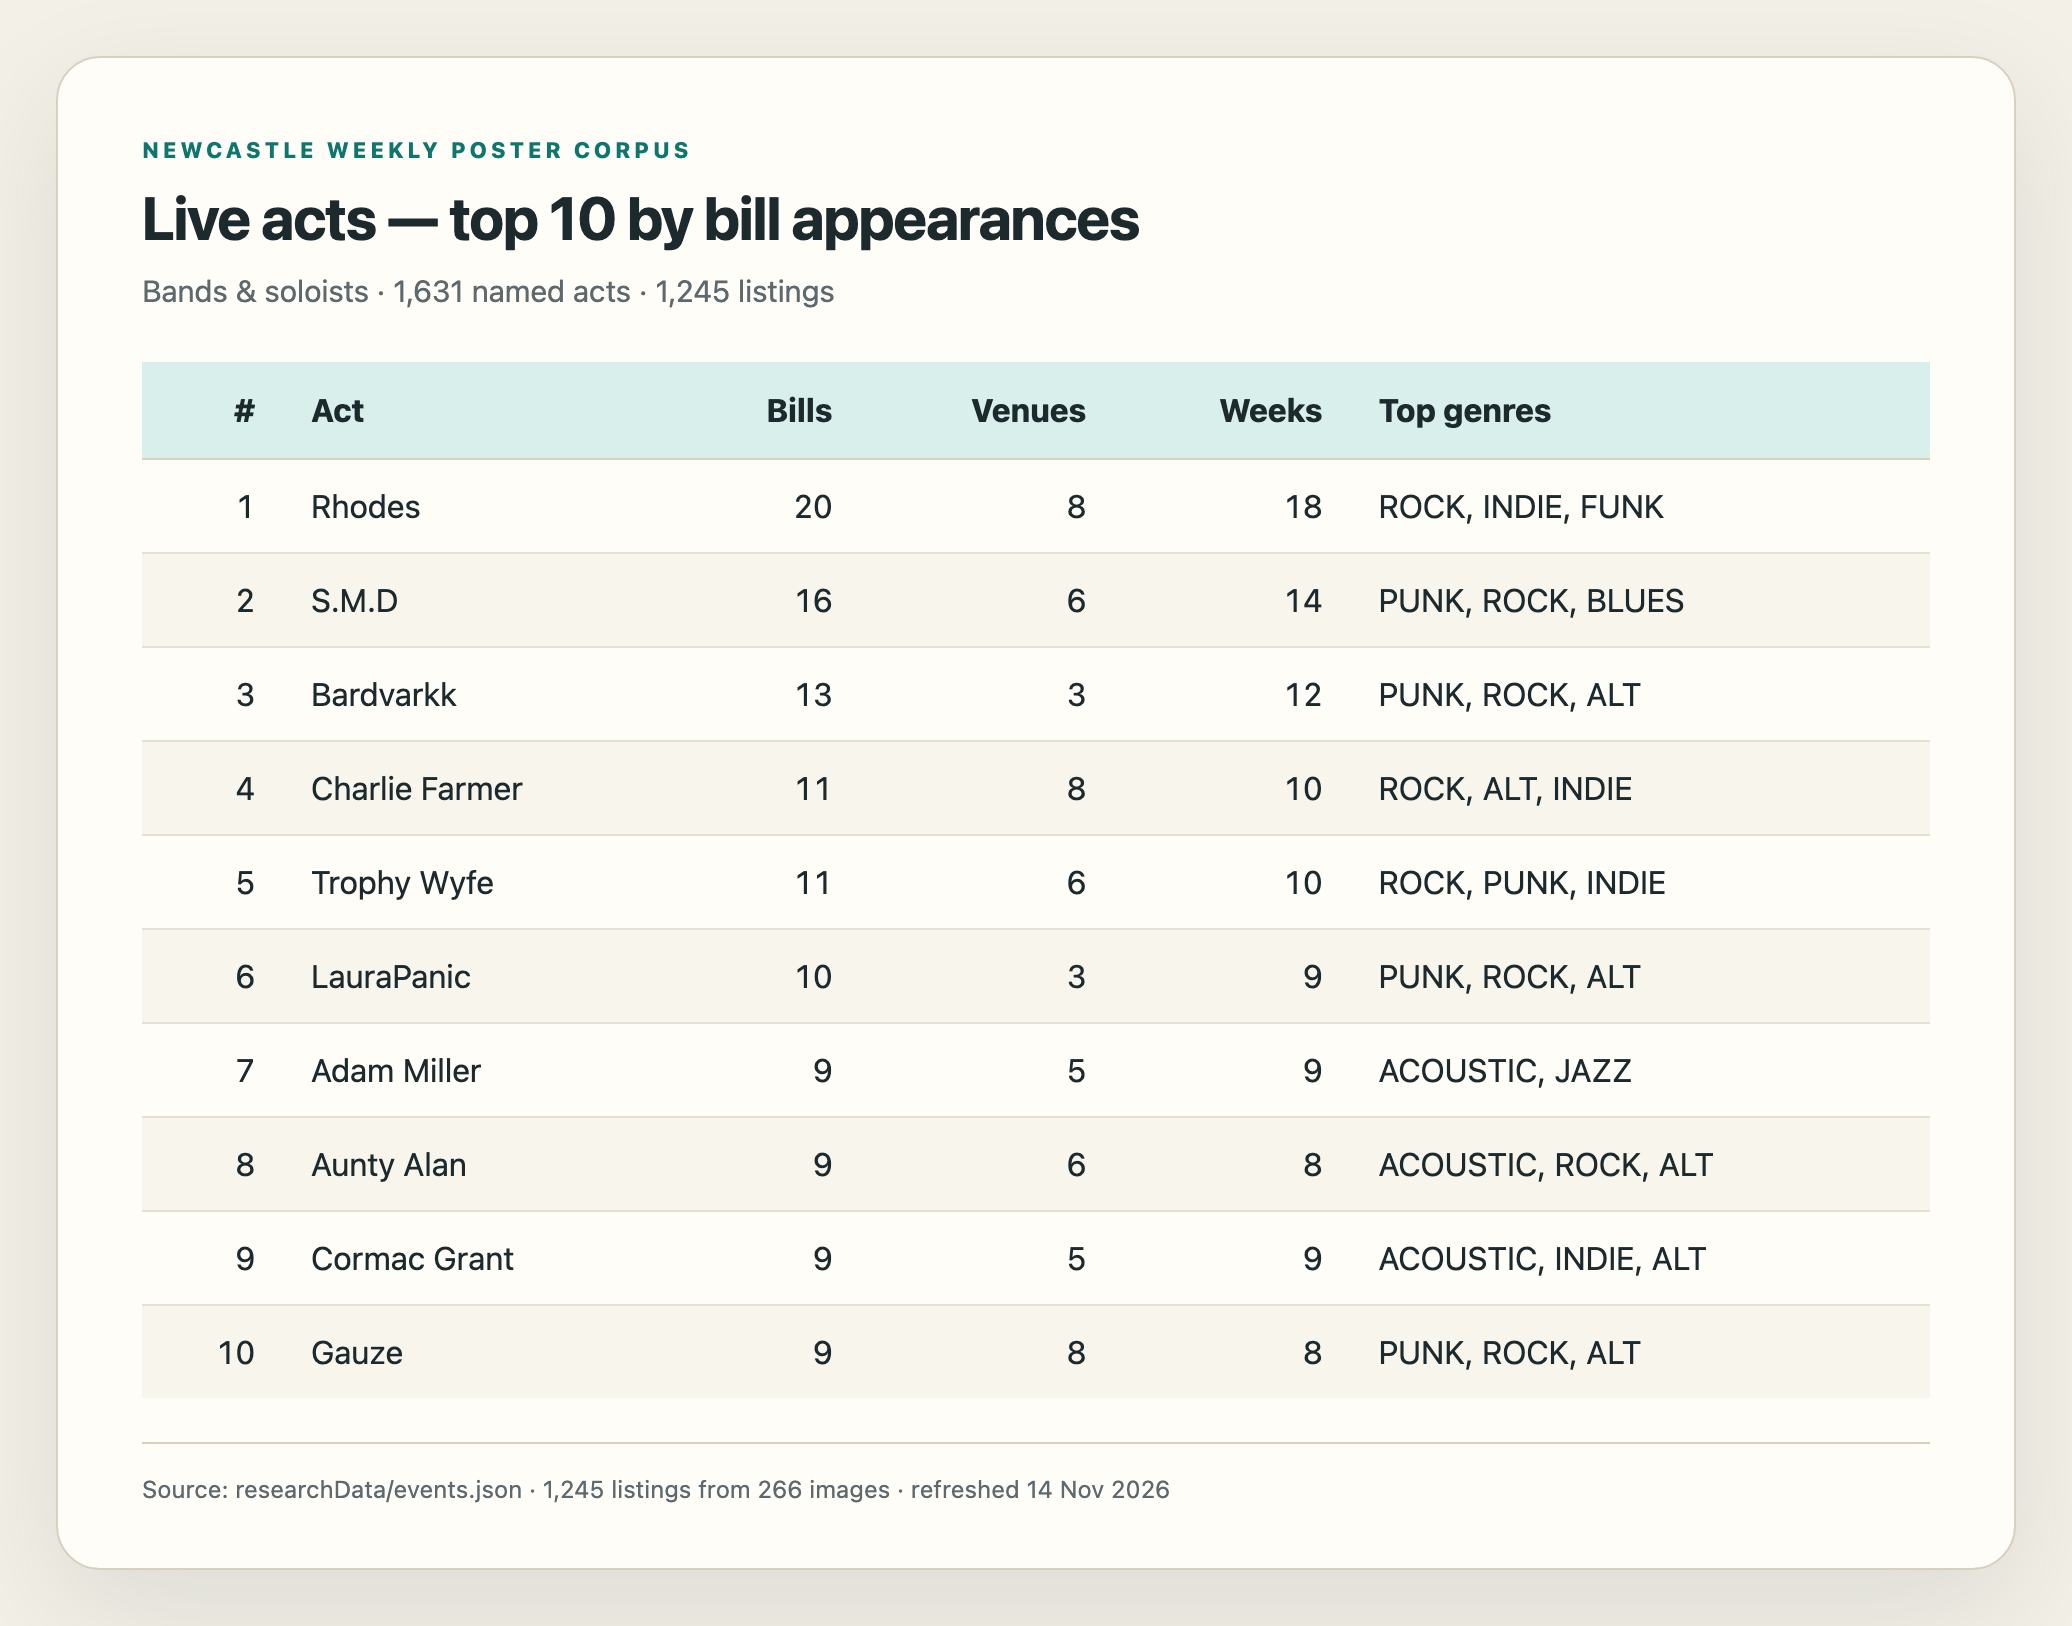 NEWCASTLE WEEKLY POSTER CORPUS
Live acts — top 10 by bill appearances
Bands & soloists · 1,631 named acts · 1,245 listings
# Act Bills Venues Weeks Top genres
1 Rhodes 20 8 18 ROCK, INDIE, FUNK
2 S.M.D 16 6 14 PUNK, ROCK, BLUES
3 Bardvarkk 13 3 12 PUNK, ROCK, ALT
4 Charlie Farmer 11 8 10 ROCK, ALT, INDIE
5 Trophy Wyfe 11 6 10 ROCK, PUNK, INDIE
6 LauraPanic 10 3 9 PUNK, ROCK, ALT
7 Adam Miller 9 5 9 ACOUSTIC, JAZZ
8 Aunty Alan 9 6 8 ACOUSTIC, ROCK, ALT
9 Cormac Grant 9 5 9 ACOUSTIC, INDIE, ALT
10 Gauze 9 8 8 PUNK, ROCK, ALT
Source: researchData/events.json · 1,245 listings from 266 images · refreshed 14 Nov 2026